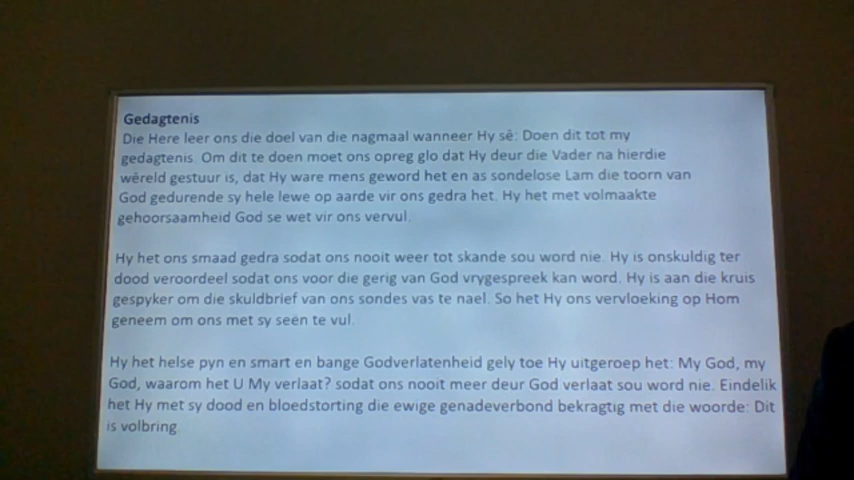 Gedagtenis
Die Here leer ons die doel van die nagmaal wanneer Hy sê: Doen dit tot my
gedagtenis. Om dit te doen moet ons opreg glo dat Hy deur die Vader na hierdie
wêreld gestuur is, dat Hy ware mens geword het en as sondelose Lam die toorn van
God gedurende sy hele lewe op aarde vir ons gedra het. Hy het met volmaakte
gehoorsaamheid God se wet vir ons vervul.
Hy het ons smaad gedra sodat ons nooit weer tot skande sou word nie. Hy is onskuldig ter
dood veroordeel sodat ons voor die gerig van God vrygespreek kan word. Hy is aan die kruis
gespyker om die skuldbrief van ons sondes vas te nael. So het Hy ons vervloeking op Hom
geneem om ons met sy seën te vul.
Hy het helse pyn en smart en bange Godverlatenheid gely toe Hy uitgeroep het: My God, my
God, waarom het U My verlaat? sodat ons nooit meer deur God verlaat sou word nie. Eindelik
het Hy met sy dood en bloedstorting die ewige genadeverbond bekragtig met die woorde: Dit
is volbring.